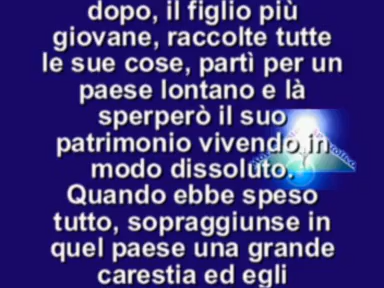 dopo, il figlio più
giovane, raccolte tutte
le sue cose, partì per un
paese lontano e là
sperperò il suo
patrimonio vivendo in
modo dissoluto.
Quando ebbe speso
tutto, sopraggiunse in
quel paese una grande
carestia ed egli